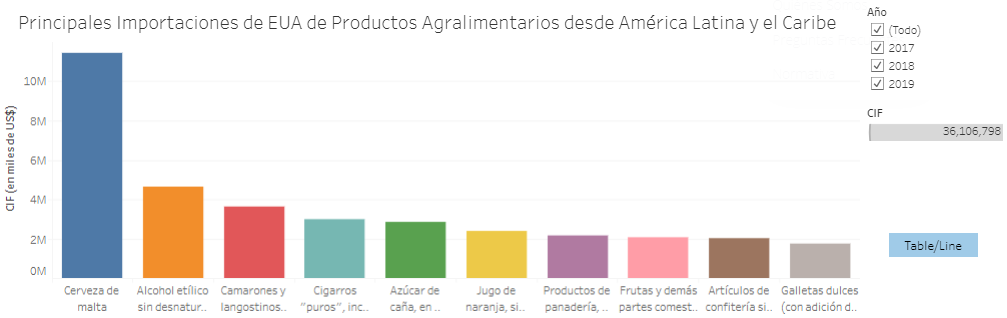 Principales Importaciones de EUA de Productos Agralimentarios desde América Latina y el Caribe
Año
(Todo)
2017
2018
2019
CIF
36,106,798
Table/Line
CIF (en miles de US$)
10M
8M
6M
4M
2M
0M
Cerveza de
malta
Alcohol etílico
sin desnatur..
Camarones y
langostinos..
Cigarros
"puros", inc..
Azúcar de
caña, en ..
Jugo de
naranja, si..
Productos de
panadería, ..
Frutas y demás
partes comest..
Artículos de
confitería si..
Galletas dulces
(con adición d..